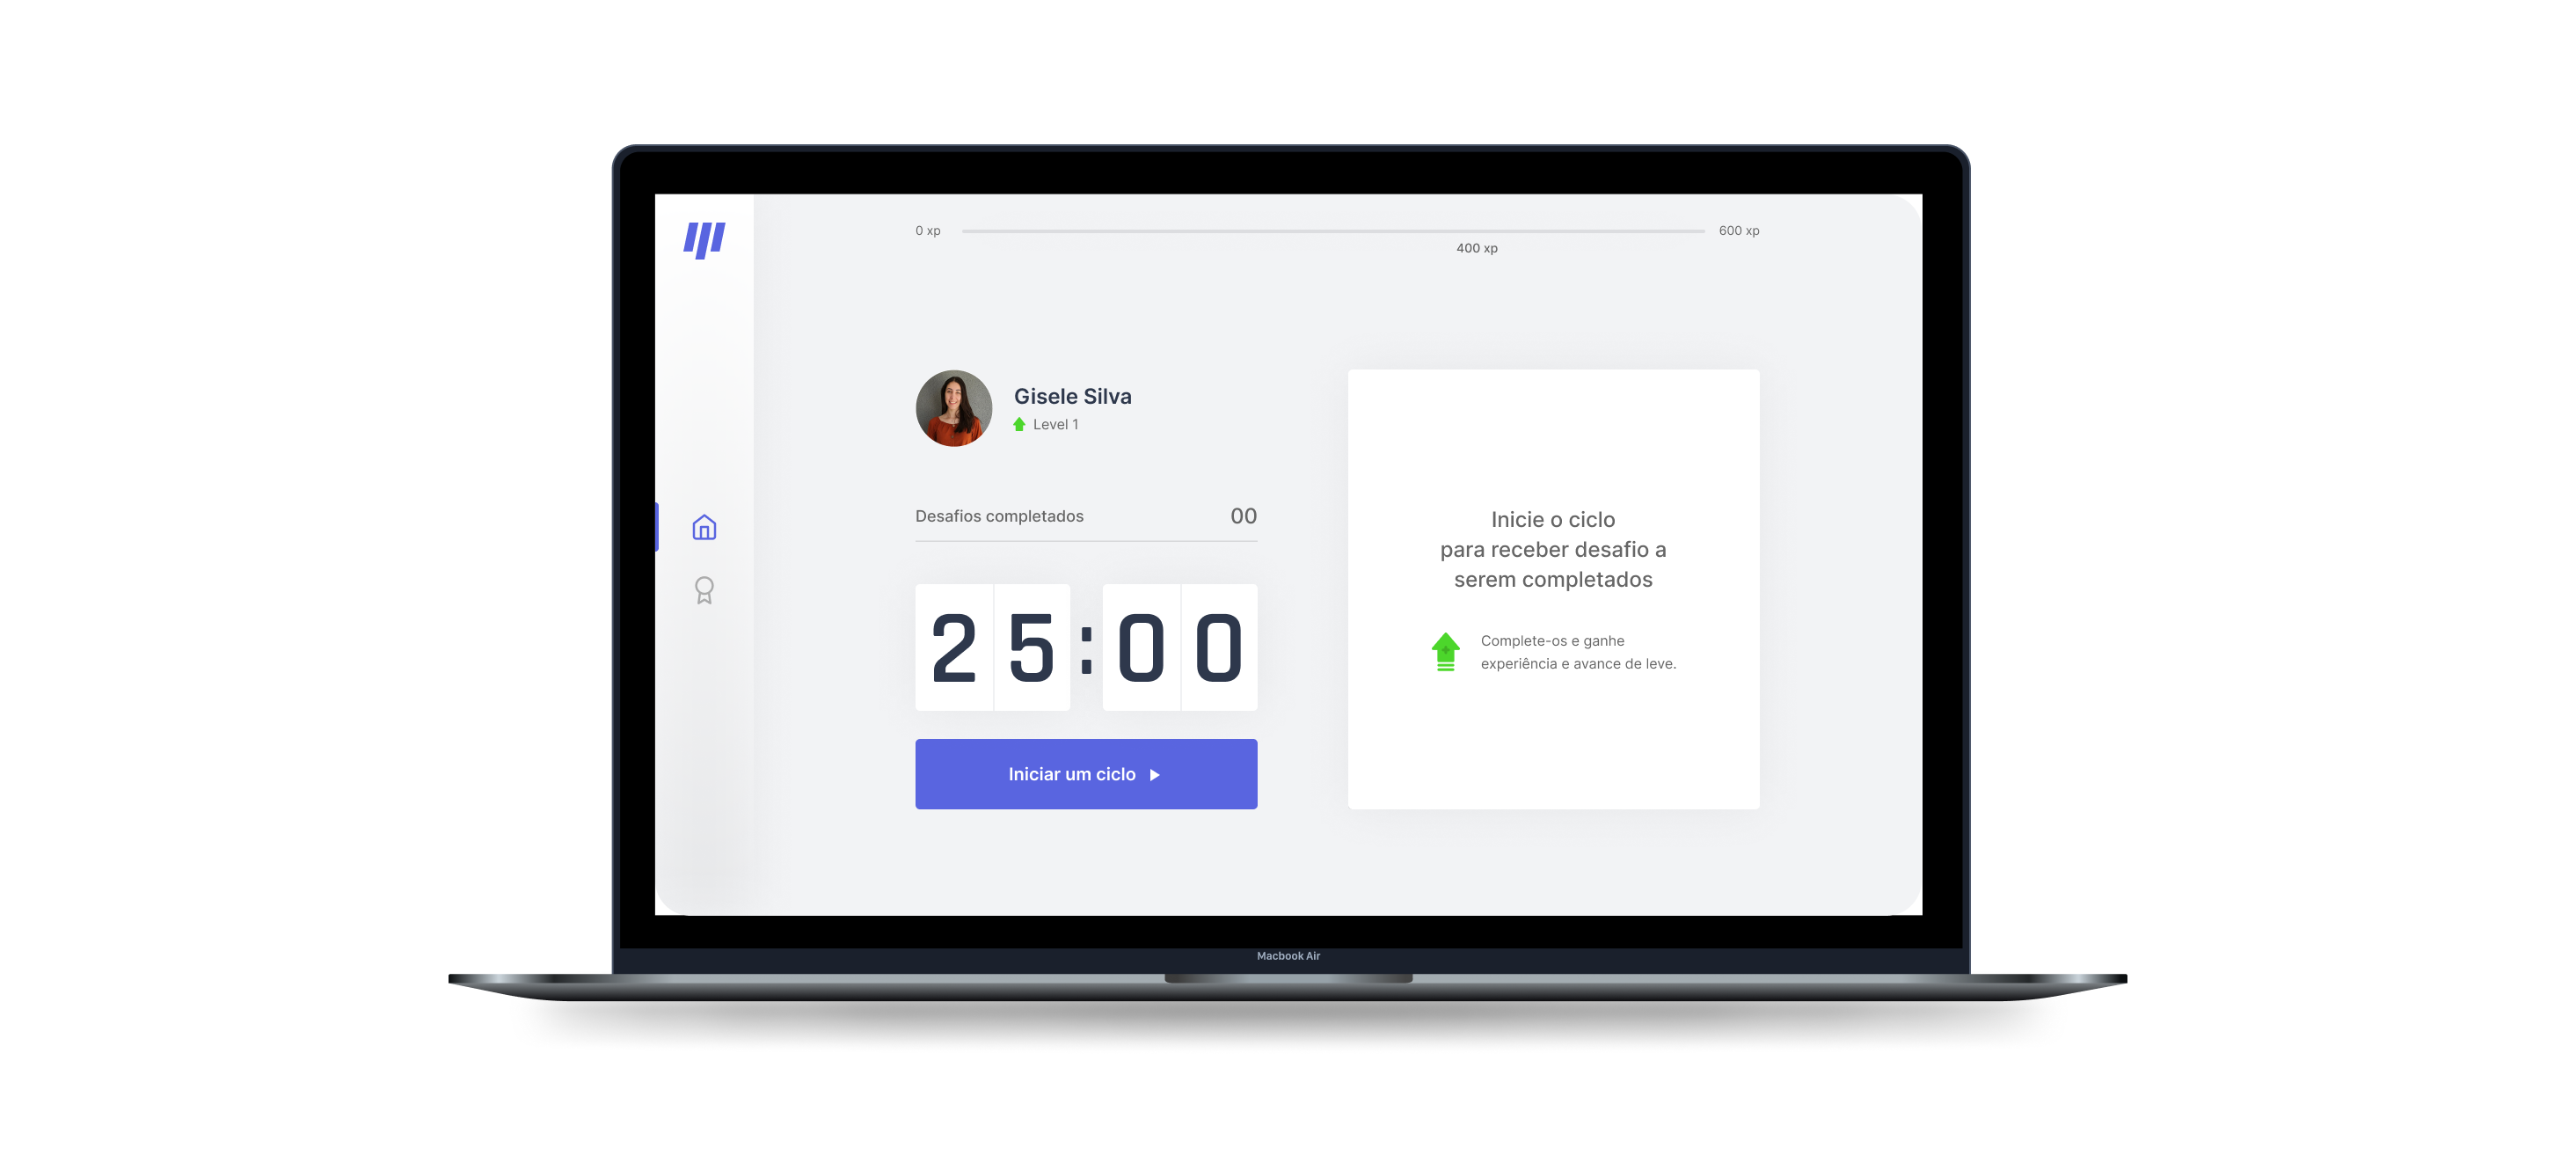 0 xp
600 xp
400 xp
Gisele Silva
Level 1
Desafios completados 00
25:00
Iniciar um ciclo
Inicie o ciclo
para receber desafio a
serem completados
Complete-os e ganhe
experiência e avance de leve.
Macbook Air